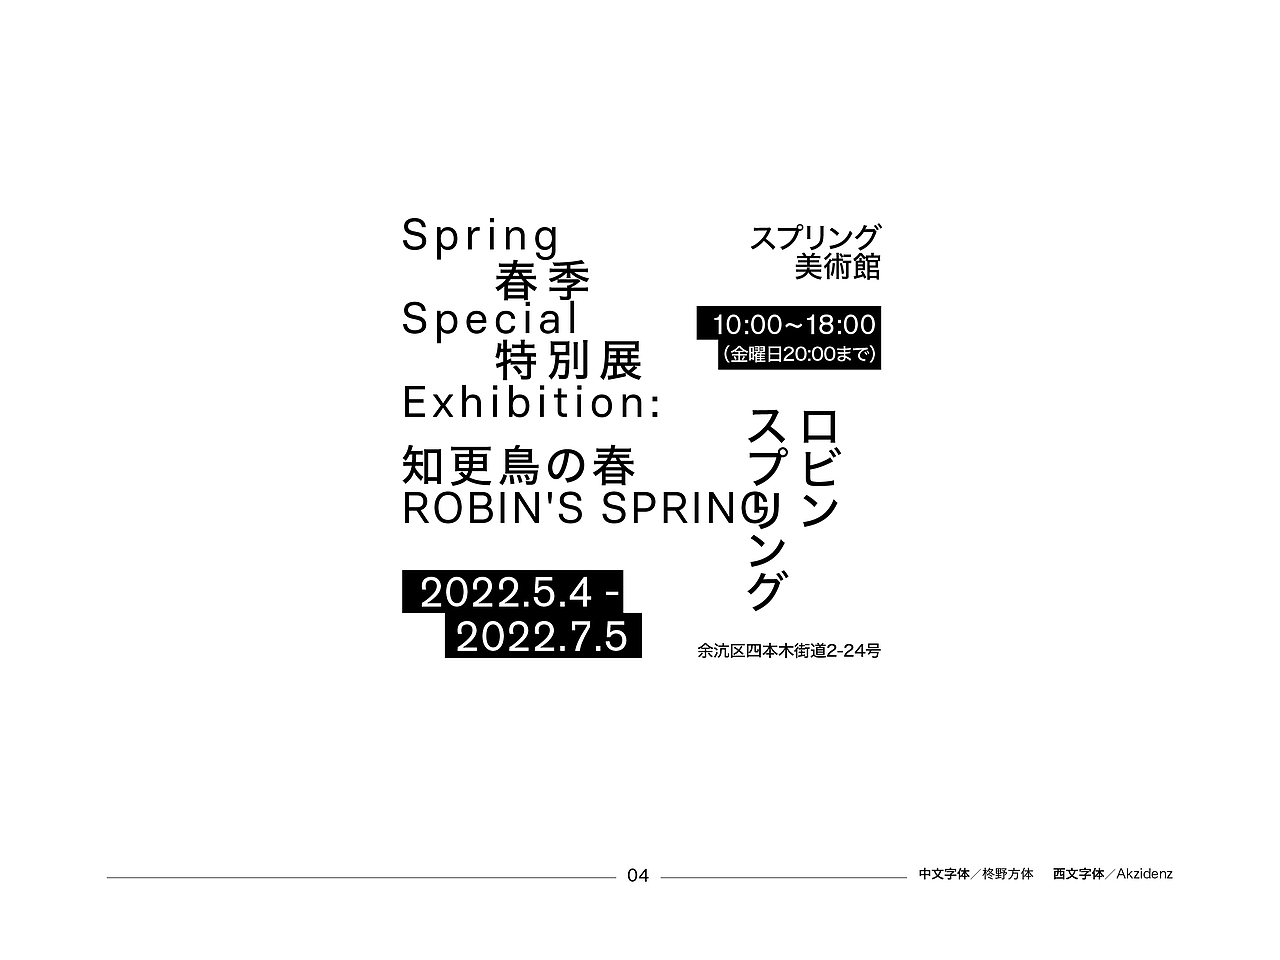 Spring
春季
Special
特別展
Exhibition:
知更鳥の春
ROBIN'S SPRING
2022.5.4 -
2022.7.5
スプリング
美術館
10:00~18:00
（金曜日20:00まで）
ロビン
スプリング
余沆区四本木街道2-24号
04
中文字体／柊野方体 西文字体／Akzidenz